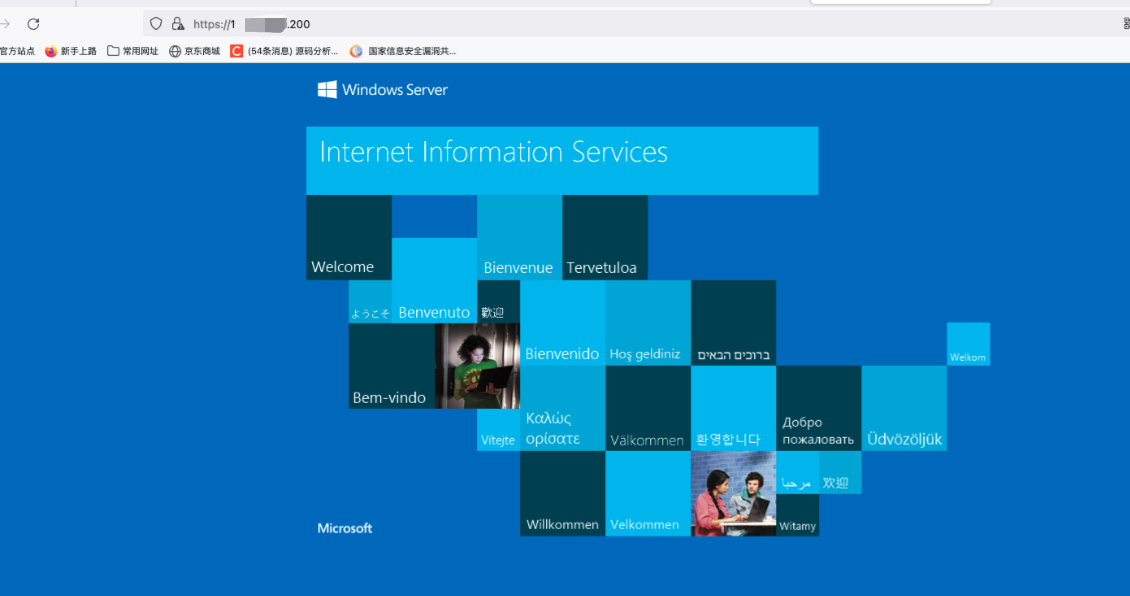 https://1
.200
官方站点
新手上路
常用网址
京东商城
(54条消息) 源码分析...
国家信息安全漏洞共...
Windows Server
Internet Information Services
Welcome
Bienvenue
Tervetuloa
ようこそ
Benvenuto
歡迎
Bienvenido
Hoş geldiniz
ברוכים הבאים
Welkom
Bem-vindo
Vítejte
Καλώς
ορίσατε
Välkommen
환영합니다
Добро
пожаловать
Üdvözöljük
Willkommen
Velkommen
مرحبا
欢迎
Witamy
Microsoft